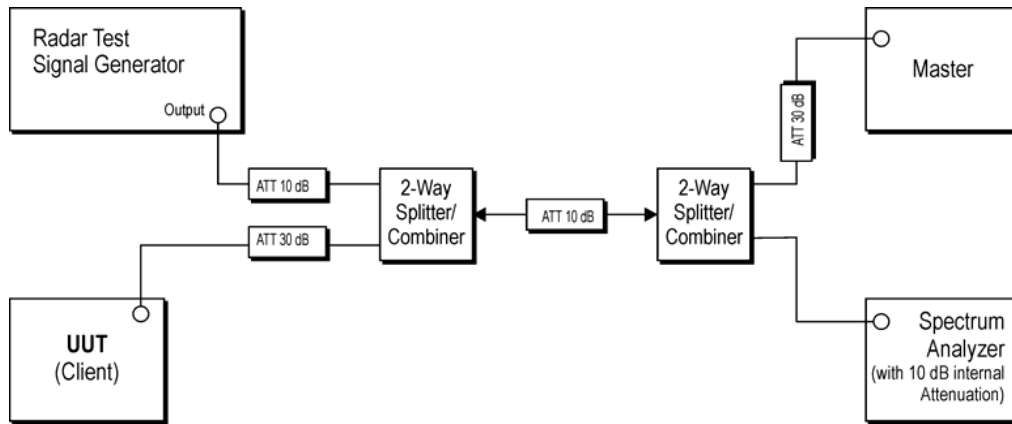 Radar Test
Signal Generator
Output
ATT 10 dB
ATT 30 dB
UUT
(Client)
2-Way
Splitter/
Combiner
ATT 10 dB
2-Way
Splitter/
Combiner
ATT 30 dB
Master
Spectrum
Analyzer
(with 10 dB internal
Attenuation)